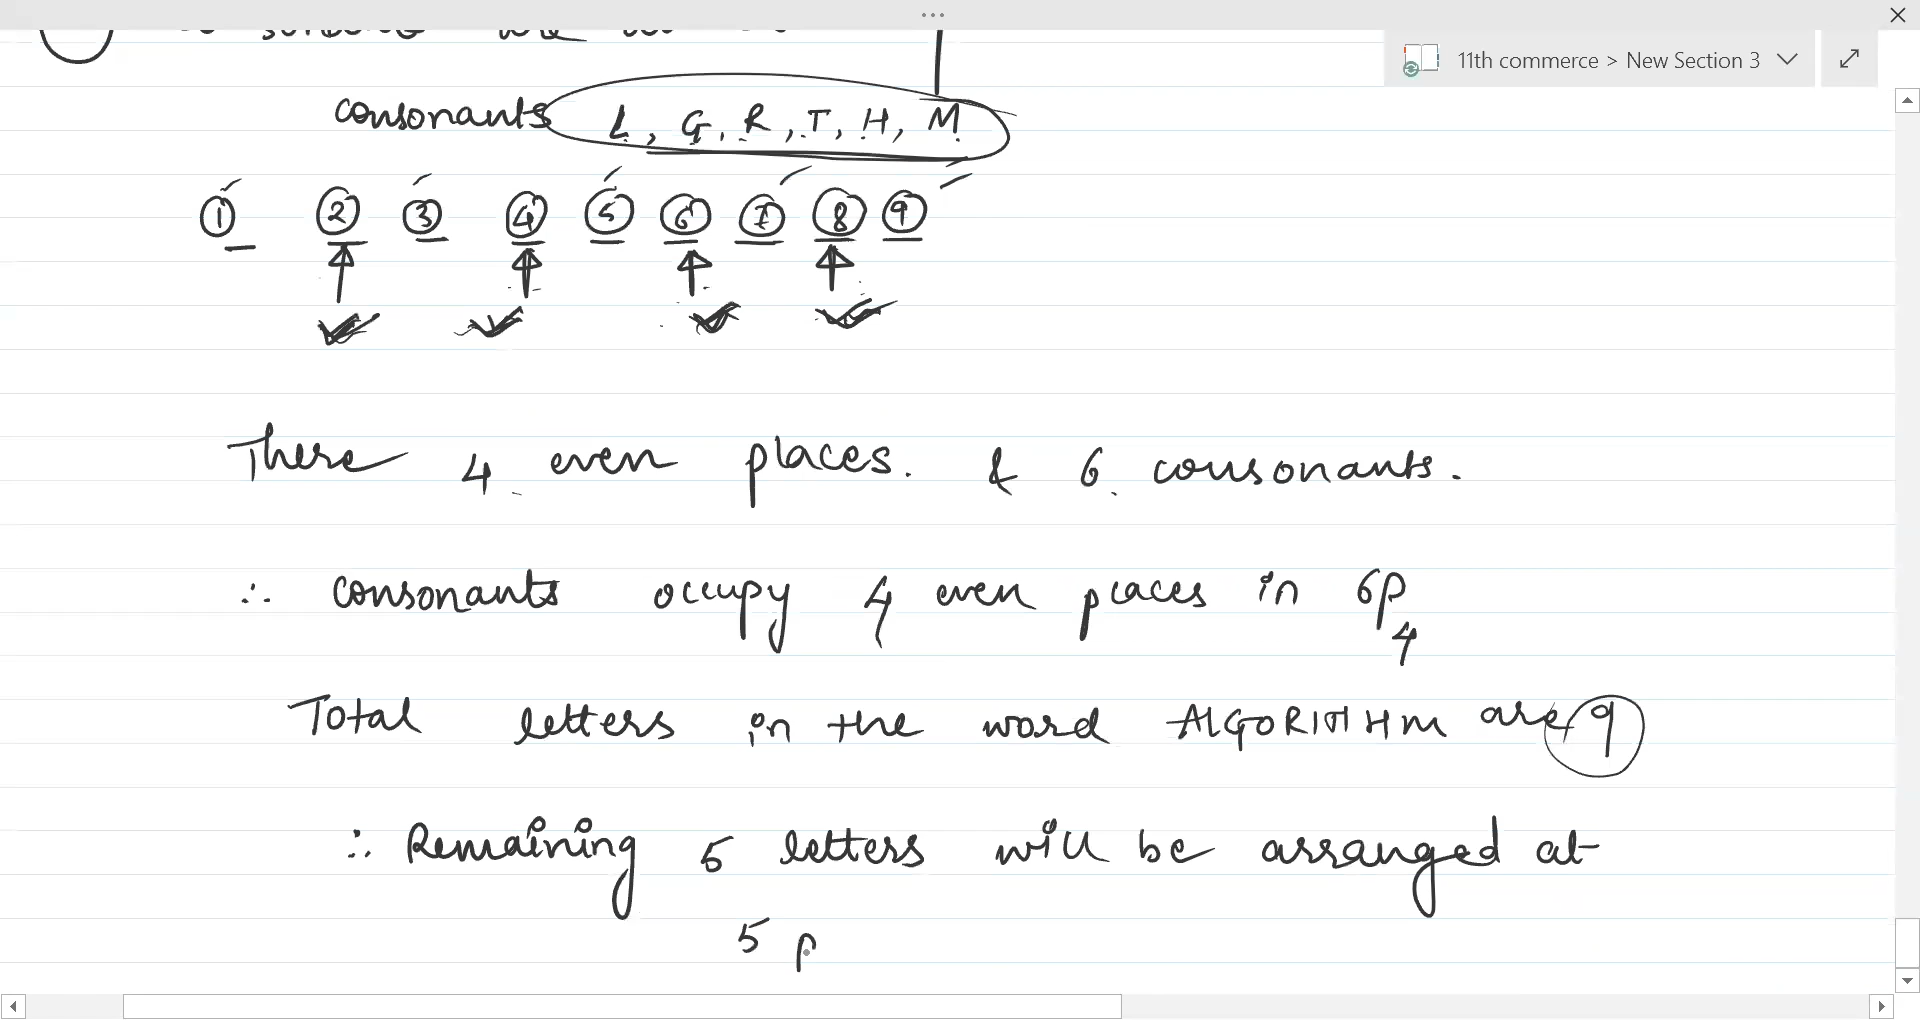 11th commerce > New Section 3
consonants L, G, R, T, H, M
1 2 3 4 5 6 7 8 9
There 4 even places. & 6 consonants.
∴ consonants occupy 4 even places in 6P4
Total letters in the word ALGORITHM are 9
∴ Remaining 5 letters will be arranged at
5 p